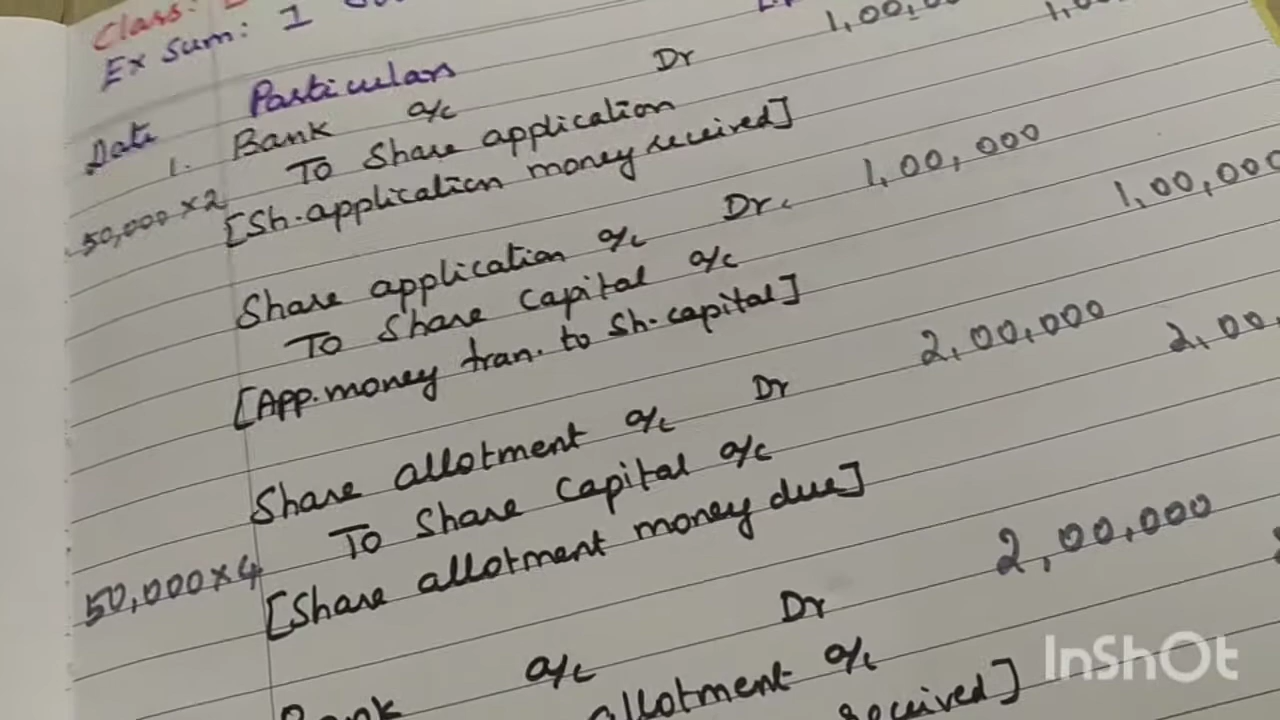 Class:
Ex Sum: 1
Date Particulars
1. Bank a/c Dr 1,00,
To Share application
50,000 × 2 [Sh. application money received]
Share application a/c Dr. 1,00,000
To Share capital a/c 1,00,000
[App. money tran. to Sh. capital]
Share allotment a/c Dr 2,00,000
To Share capital a/c 2,00,
50,000 × 4 [Share allotment money due]
a/c Dr 2,00,000
allotment a/c
received]
InShOt